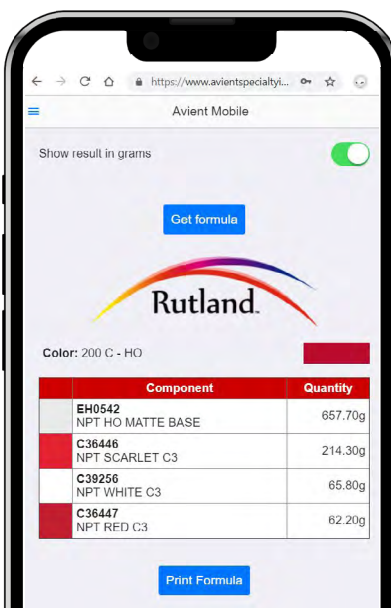 https://www.avientspecialtyi...
Avient Mobile
Show result in grams
Get formula
Rutland™
Color: 200 C - HO
Component Quantity
EH0542
NPT HO MATTE BASE 657.70g
C36446
NPT SCARLET C3 214.30g
C39256
NPT WHITE C3 65.80g
C36447
NPT RED C3 62.20g
Print Formula